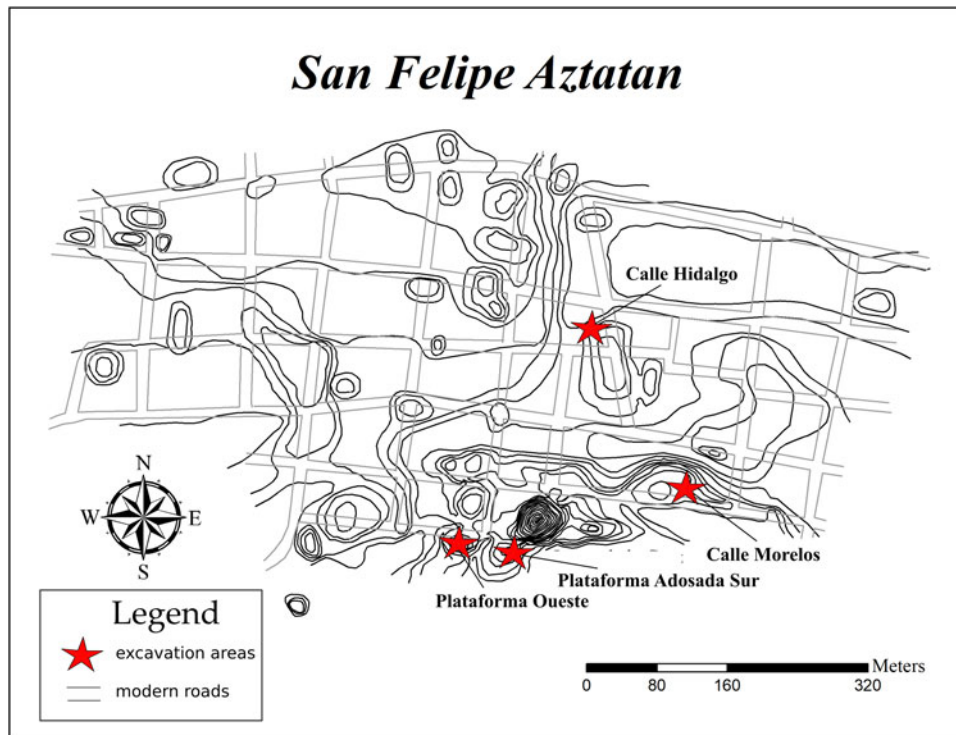 San Felipe Aztatan
Calle Hidalgo
N
W E
S
Calle Morelos
Plataforma Adosada Sur
Plataforma Oueste
Legend
excavation areas
modern roads
Meters
0 80 160 320